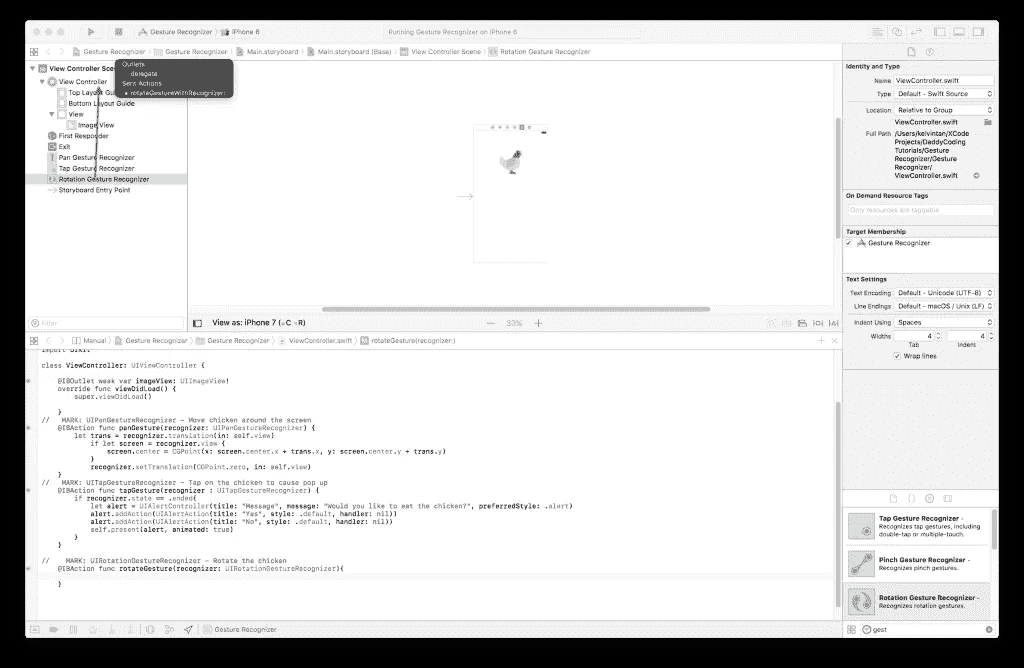 Gesture Recognizer iPhone 6
Running Gesture Recognizer on iPhone 6
Gesture Recognizer Gesture Recognizer Main.storyboard Main.storyboard (Base) View Controller Scene Rotation Gesture Recognizer
View Controller Sce
Outlets
delegate
Sent Actions
rotateGestureWithRecognizer:
View Controller
Top Layout Gu
Bottom Layout Guide
View
Image View
First Responder
Exit
Pan Gesture Recognizer
Tap Gesture Recognizer
Rotation Gesture Recognizer
Storyboard Entry Point
Filter
View as: iPhone 7 (wC hR)
33%
Identity and Type
Name ViewController.swift
Type Default - Swift Source
Location Relative to Group
ViewController.swift
Full Path /Users/kelvintan/XCode
Projects/DaddyCoding
Tutorials/Gesture
Recognizer/Gesture
Recognizer/
ViewController.swift
On Demand Resource Tags
Only resources are taggable
Target Membership
Gesture Recognizer
Text Settings
Text Encoding Default - Unicode (UTF-8)
Line Endings Default - macOS / Unix (LF)
Indent Using Spaces
Widths 4 4
Tab Indent
Wrap lines
Manual Gesture Recognizer Gesture Recognizer ViewController.swift rotateGesture(recognizer:)
import UIKit
class ViewController: UIViewController {
@IBOutlet weak var imageView: UIImageView!
override func viewDidLoad() {
super.viewDidLoad()
}
// MARK: UIPanGestureRecognizer - Move chicken around the screen
@IBAction func panGesture(recognizer: UIPanGestureRecognizer) {
let trans = recognizer.translation(in: self.view)
if let screen = recognizer.view {
screen.center = CGPoint(x: screen.center.x + trans.x, y: screen.center.y + trans.y)
}
recognizer.setTranslation(CGPoint.zero, in: self.view)
}
// MARK: UITapGestureRecognizer - Tap on the chicken to cause pop up
@IBAction func tapGesture(recognizer : UITapGestureRecognizer) {
if recognizer.state == .ended{
let alert = UIAlertController(title: "Message", message: "Would you like to eat the chicken?", preferredStyle: .alert)
alert.addAction(UIAlertAction(title: "Yes", style: .default, handler: nil))
alert.addAction(UIAlertAction(title: "No", style: .default, handler: nil))
self.present(alert, animated: true)
}
}
// MARK: UIRotationGestureRecognizer - Rotate the chicken
@IBAction func rotateGesture(recognizer: UIRotationGestureRecognizer){
}
Gesture Recognizer
Tap Gesture Recognizer -
Recognizes tap gestures, including
double-tap or multiple-touch.
Pinch Gesture Recognizer -
Recognizes pinch gestures.
Rotation Gesture Recognizer -
Recognizes rotation gestures.
gest